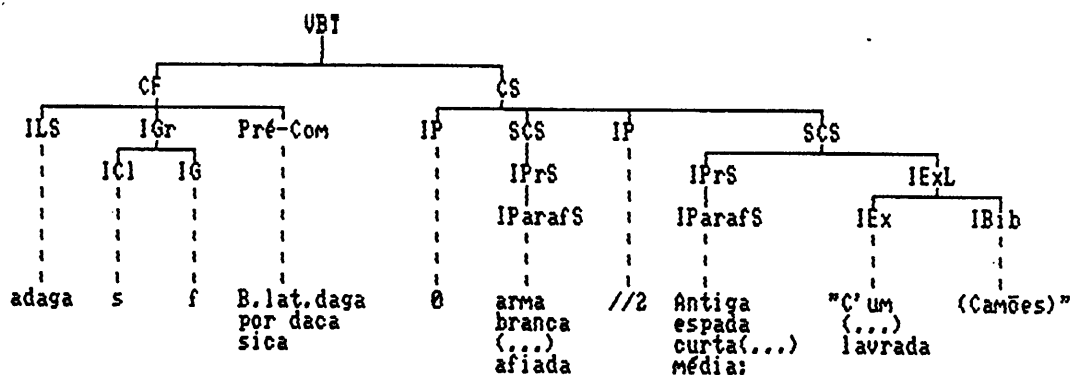 VBT
CF CS
ILS IGr Pré-Com IP SCS IP SCS
ICl IG IPrS IPrS IExL
IParafS IParafS IEx IBib
adaga s f B.lat.daga 0 arma //2 Antiga "C'um (Camões)"
por daca branca espada (...)
sica (...) curta(...) lavrada
afiada média;